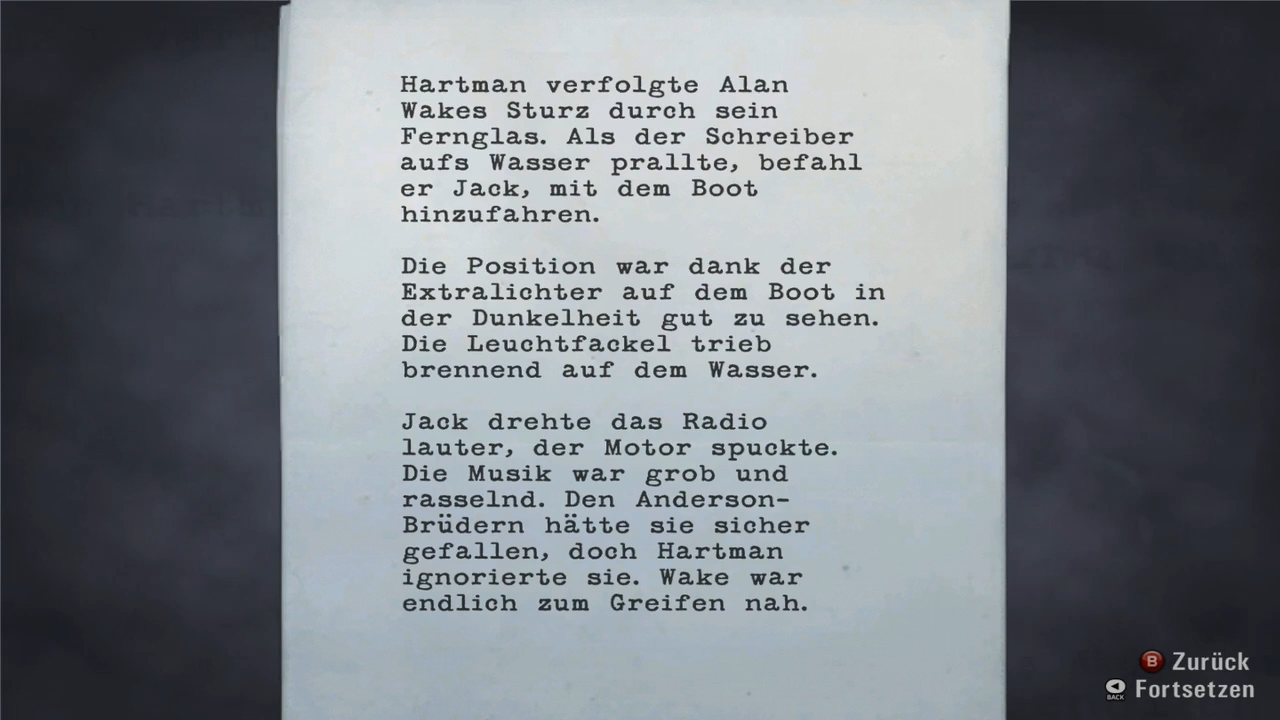 Hartman verfolgte Alan
Wakes Sturz durch sein
Fernglas. Als der Schreiber
aufs Wasser prallte, befahl
er Jack, mit dem Boot
hinzufahren.
Die Position war dank der
Extralichter auf dem Boot in
der Dunkelheit gut zu sehen.
Die Leuchtfackel trieb
brennend auf dem Wasser.
Jack drehte das Radio
lauter, der Motor spuckte.
Die Musik war grob und
rasselnd. Den Anderson-
Brüdern hätte sie sicher
gefallen, doch Hartman
ignorierte sie. Wake war
endlich zum Greifen nah.
B Zurück
BACK Fortsetzen